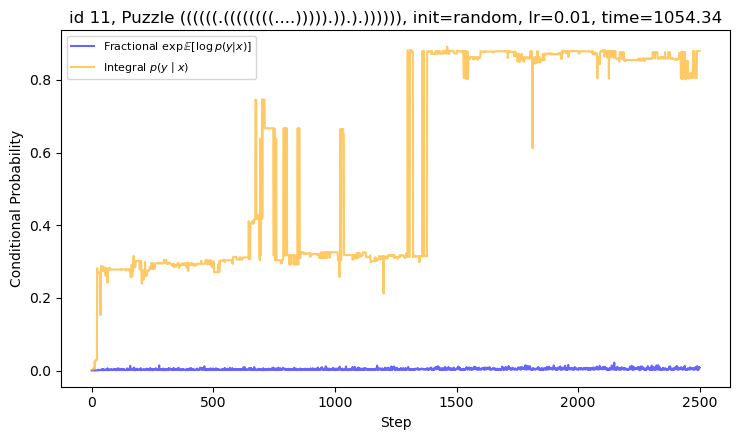 id 11, Puzzle ((((((.((((((((....))))).)).).)))))), init=random, lr=0.01, time=1054.34
Fractional exp 𝔼[log p(y|x)]
Integral p(y | x)
Conditional Probability
0.8
0.6
0.4
0.2
0.0
0
500
1000
1500
2000
2500
Step